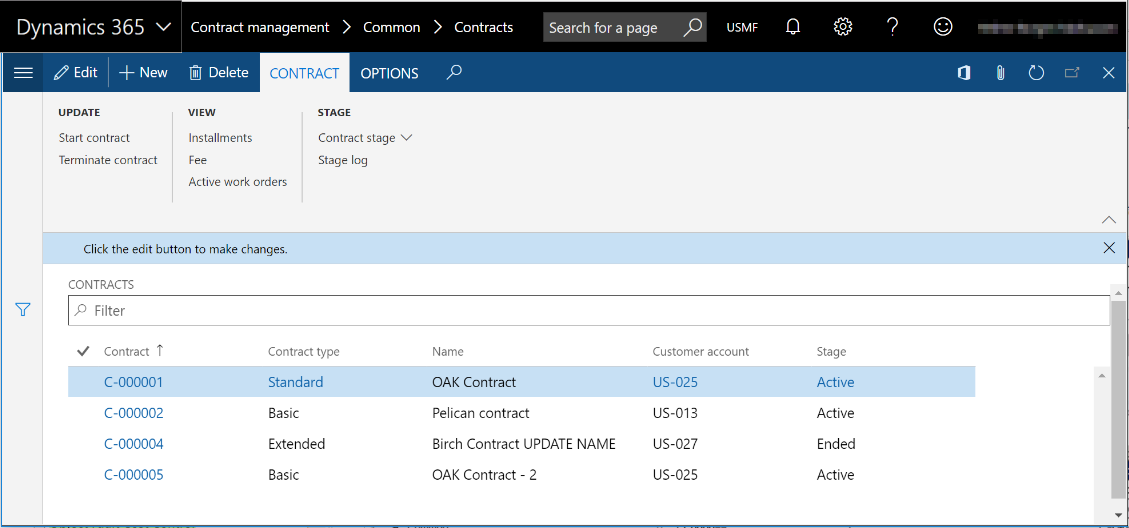 Dynamics 365 Contract management > Common > Contracts Search for a page USMF
Edit + New Delete CONTRACT OPTIONS
UPDATE VIEW STAGE
Start contract Installments Contract stage
Terminate contract Fee Stage log
Active work orders
Click the edit button to make changes.
CONTRACTS
Filter
Contract ↑ Contract type Name Customer account Stage
C-000001 Standard OAK Contract US-025 Active
C-000002 Basic Pelican contract US-013 Active
C-000004 Extended Birch Contract UPDATE NAME US-027 Ended
C-000005 Basic OAK Contract - 2 US-025 Active